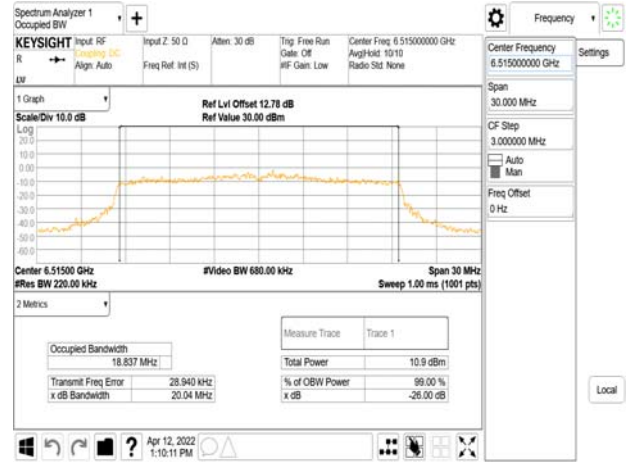 Spectrum Analyzer 1
Occupied BW
+
Frequency
KEYSIGHT
R
LXI
Input: RF
Coupling: DC
Align: Auto
Input Z: 50 Ω
Freq Ref: Int (S)
Atten: 30 dB
Trig: Free Run
Gate: Off
#IF Gain: Low
Center Freq: 6.515000000 GHz
Avg|Hold: 10/10
Radio Std: None
Center Frequency
6.515000000 GHz
Settings
Span
30.000 MHz
CF Step
3.000000 MHz
Auto
Man
Freq Offset
0 Hz
Local
1 Graph
Scale/Div 10.0 dB
Ref Lvl Offset 12.78 dB
Ref Value 30.00 dBm
Log
20.0
10.0
0.00
-10.0
-20.0
-30.0
-40.0
-50.0
-60.0
Center 6.51500 GHz
#Res BW 220.00 kHz
#Video BW 680.00 kHz
Span 30 MHz
Sweep 1.00 ms (1001 pts)
2 Metrics
Measure Trace Trace 1
Occupied Bandwidth
18.837 MHz
Total Power 10.9 dBm
Transmit Freq Error 28.940 kHz
% of OBW Power 99.00 %
x dB Bandwidth 20.04 MHz
x dB -26.00 dB
?
Apr 12, 2022
1:10:11 PM